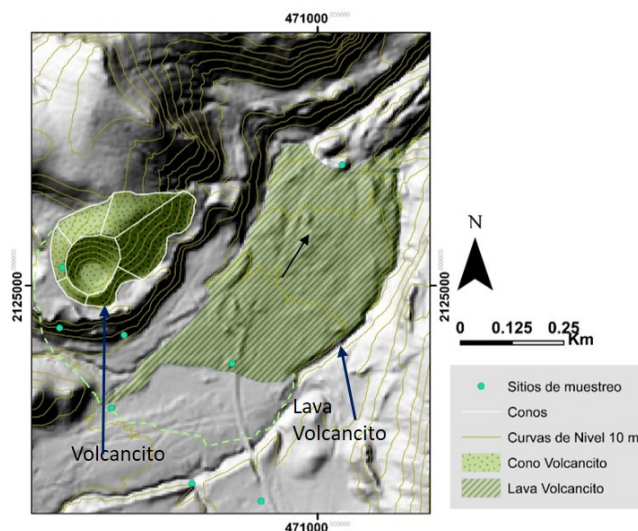 471000
2125000
2125000
N
0 0.125 0.25
Km
Lava
Volcancito
Volcancito
471000
Sitios de muestreo
Conos
Curvas de Nivel 10 m
Cono Volcancito
Lava Volcancito